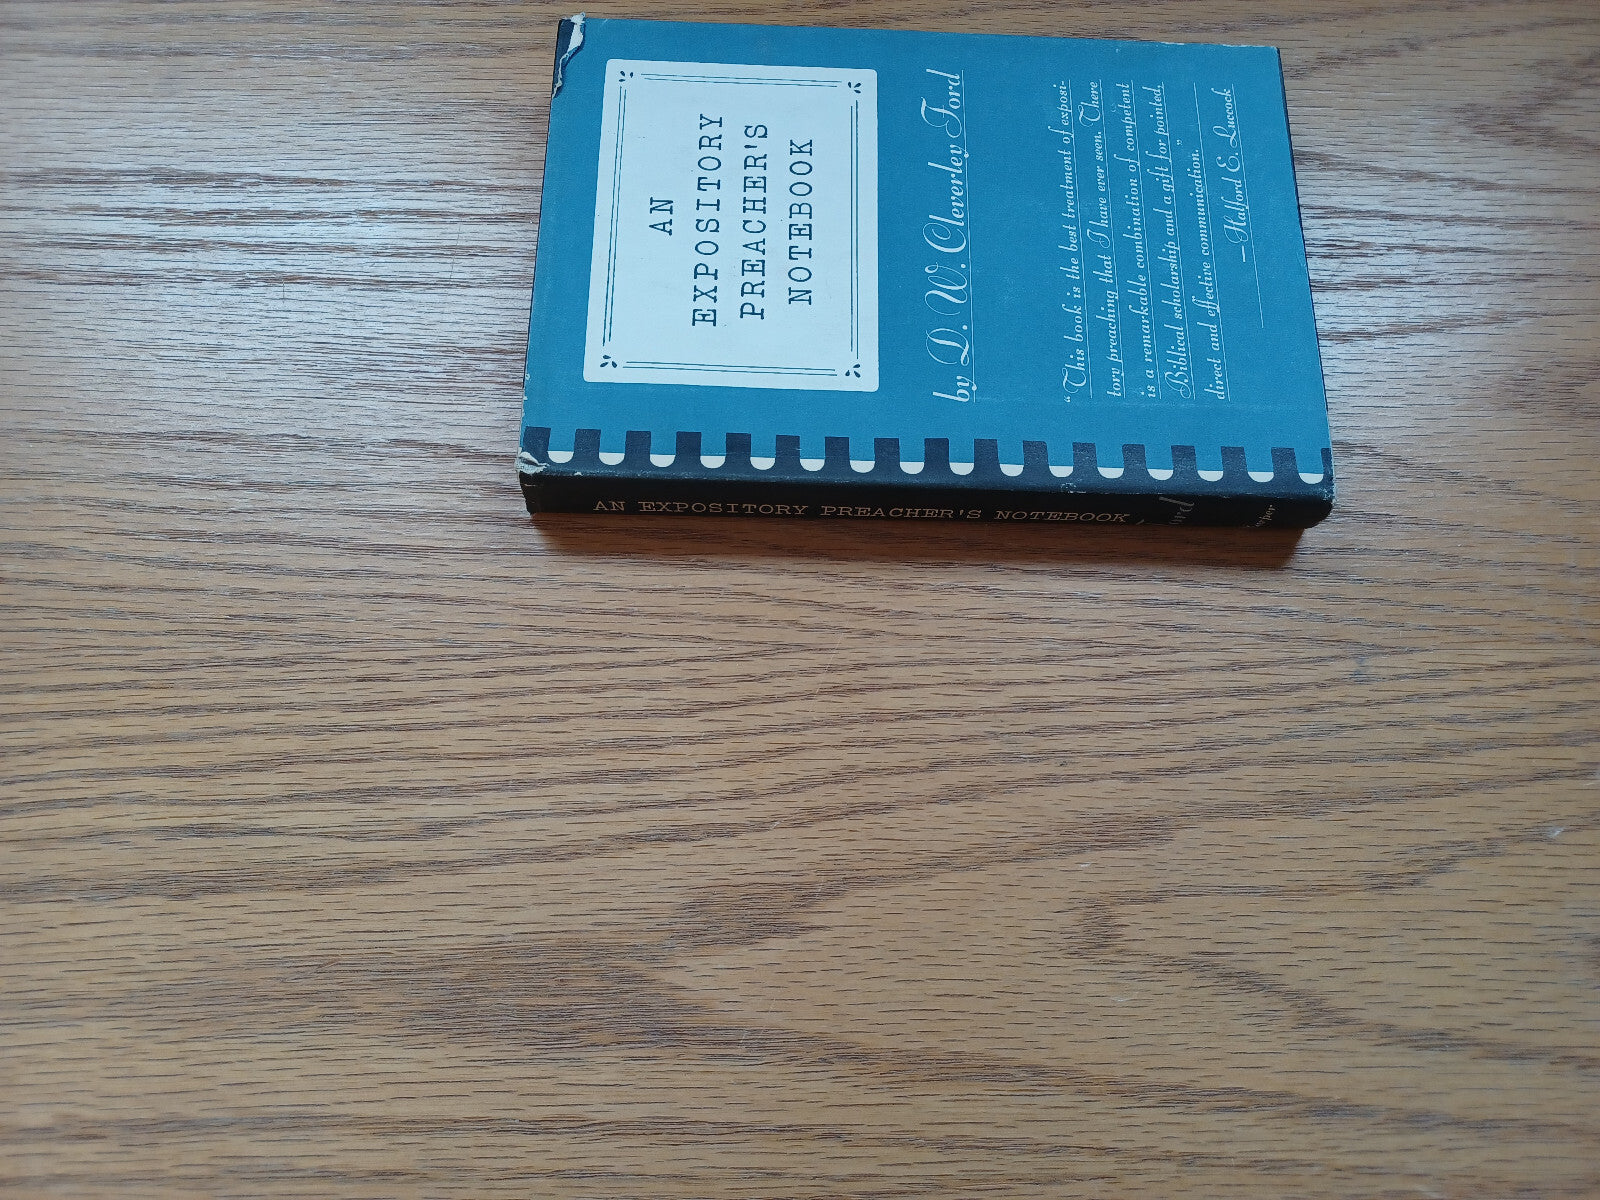 AN
EXPOSITORY
PREACHER'S
NOTEBOOK
by D. W. Cleverley Ford
"This book is the best treatment of exposi-
tory preaching that I have ever seen. There
is a remarkable combination of competent
Biblical scholarship and a gift for pointed,
direct and effective communication."
—Halford E. Luccock
AN EXPOSITORY PREACHER'S NOTEBOOK